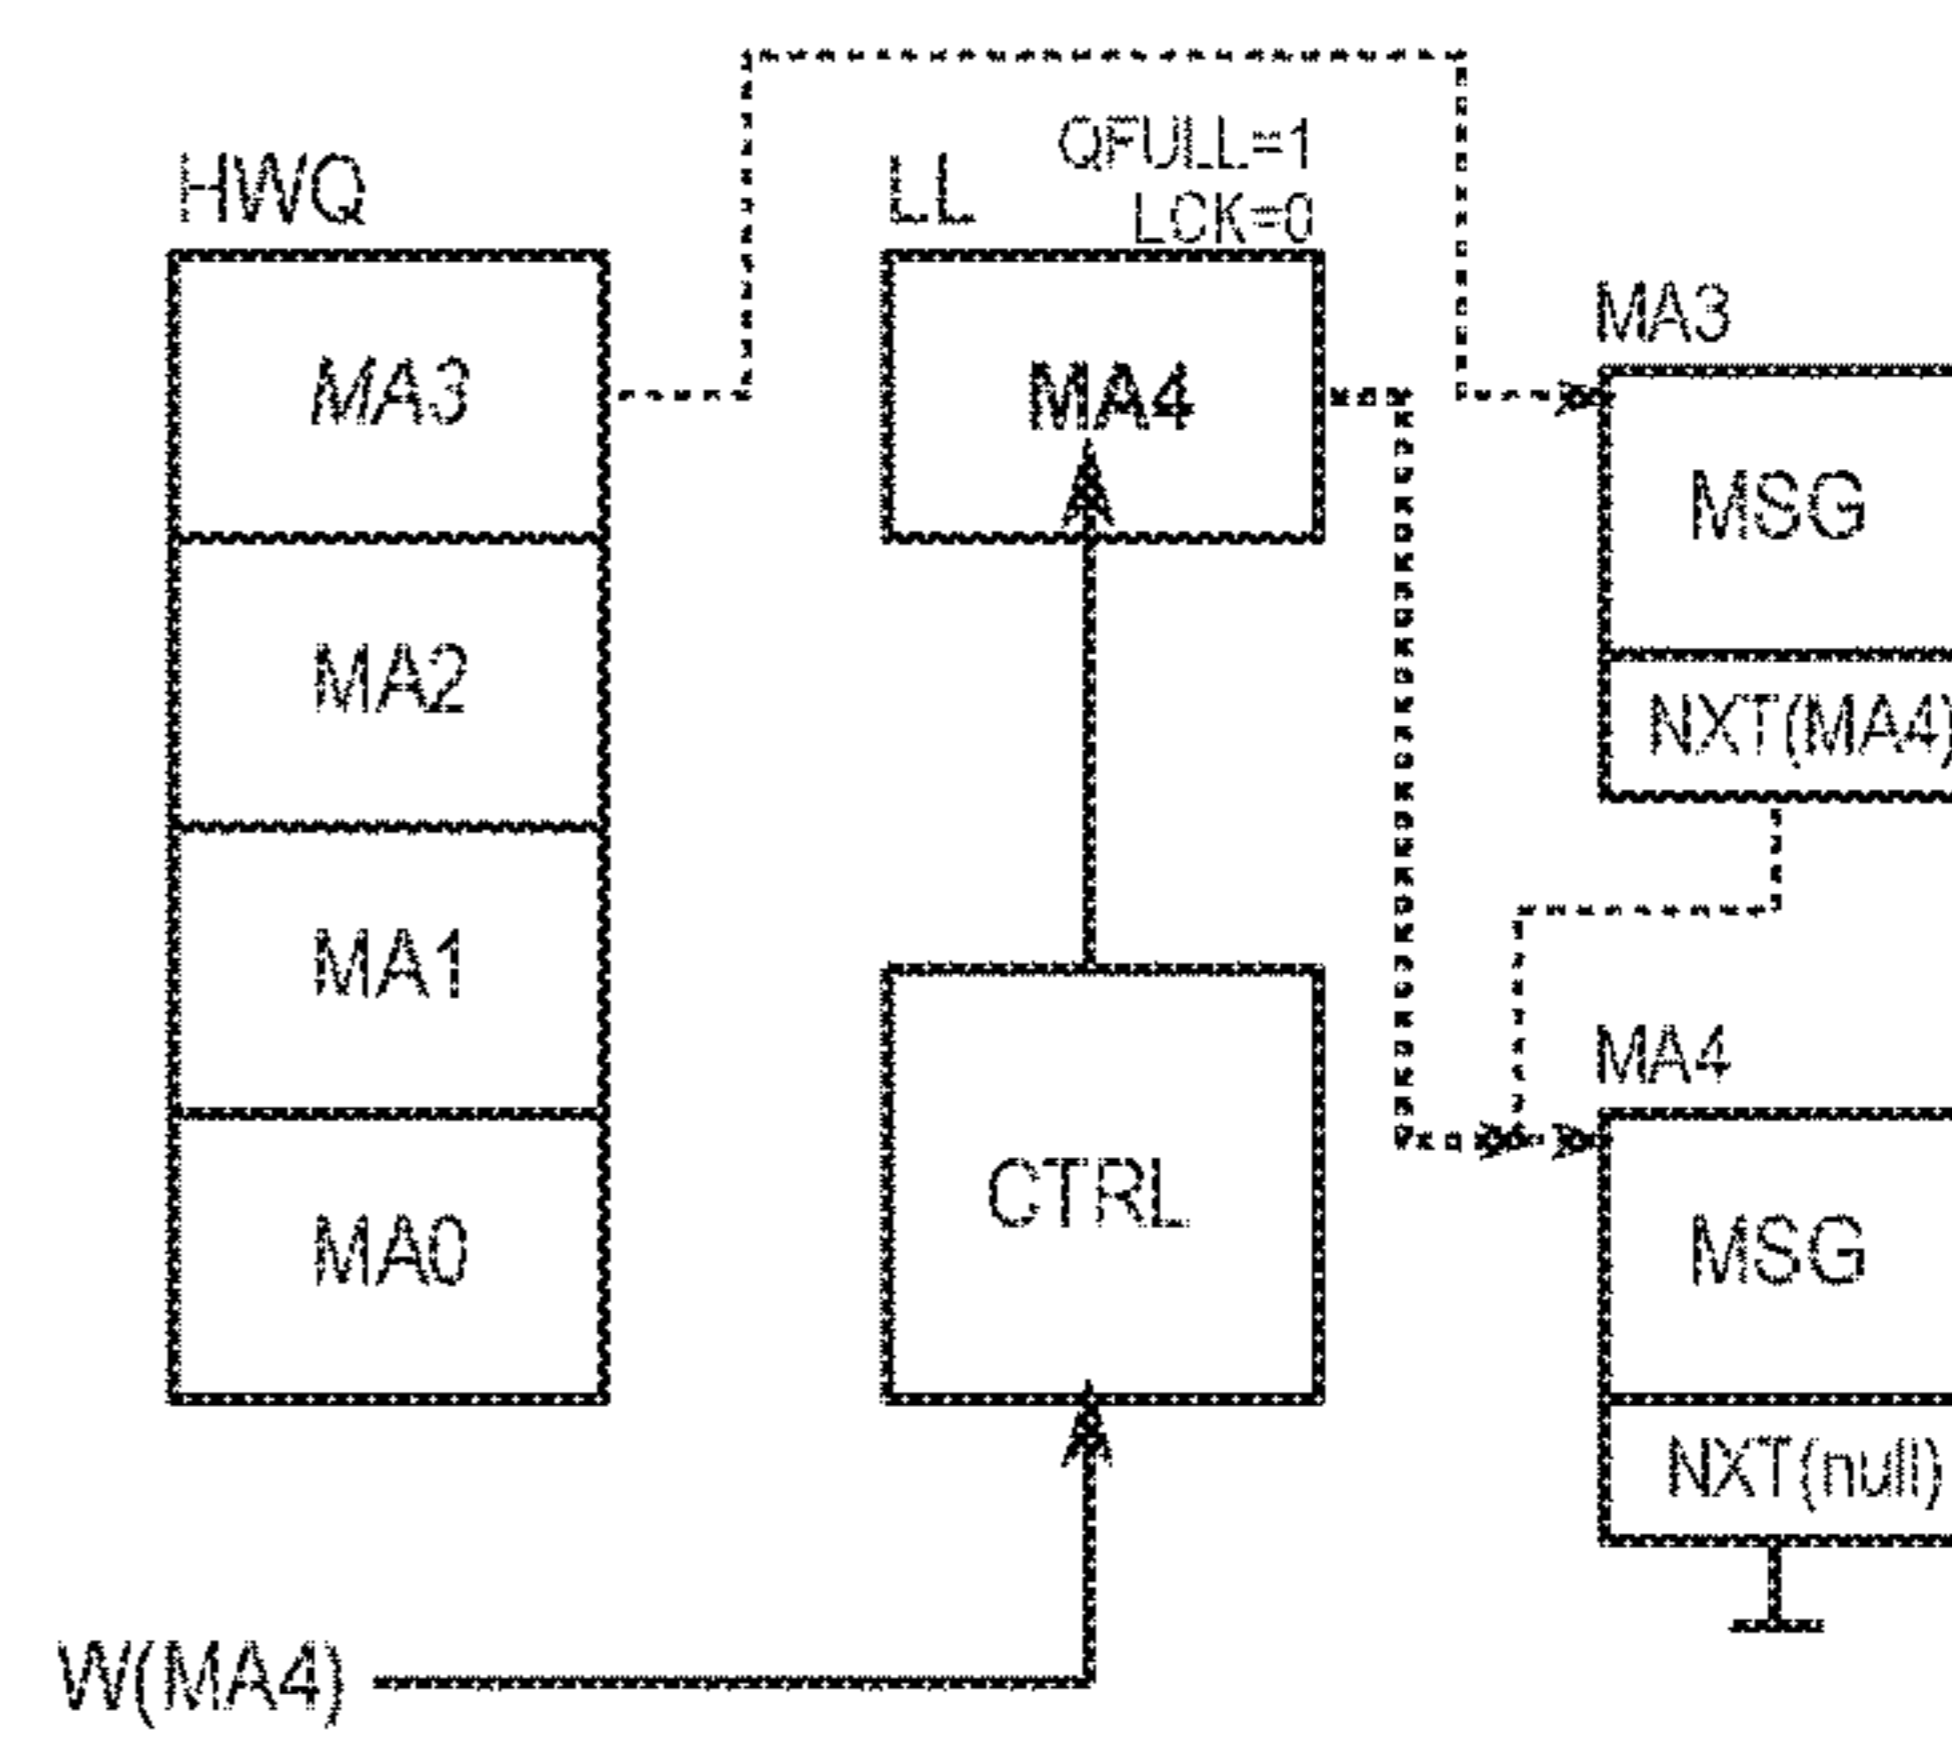 HWQ
MA3
MA2
MA1
MA0
LL
QFULL=1
LCK=0
MA4
CTRL
W(MA4)
MA3
MSG
NXT(MA4)
MA4
MSG
NXT(null)